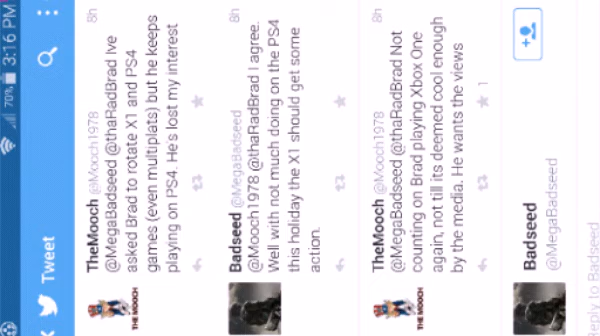 70% 3:16 PM
Tweet
TheMooch @Mooch1978 8h
@MegaBadseed @thaRadBrad Ive
asked Brad to rotate X1 and PS4
games (even multiplats) but he keeps
playing on PS4. He's lost my interest
THE MOOCH
Badseed @MegaBadseed 8h
@Mooch1978 @thaRadBrad I agree.
Well with not much doing on the PS4
this holiday the X1 should get some
action.
TheMooch @Mooch1978 8h
@MegaBadseed @thaRadBrad Not
counting on Brad playing Xbox One
again, not till its deemed cool enough
by the media. He wants the views
THE MOOCH
1
Badseed
@MegaBadseed
Reply to Badseed